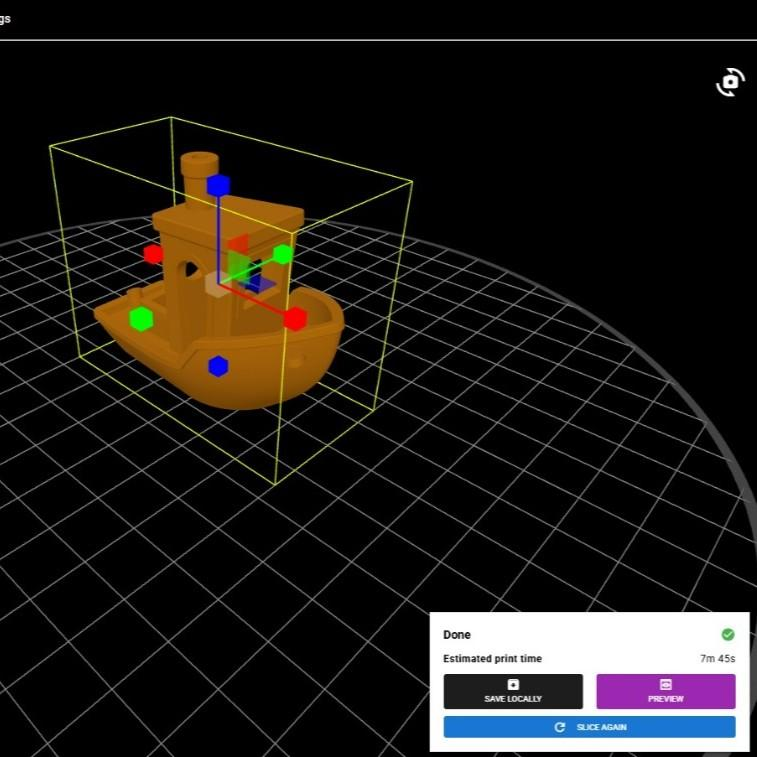 gs
Done
Estimated print time 7m 45s
SAVE LOCALLY
PREVIEW
SLICE AGAIN